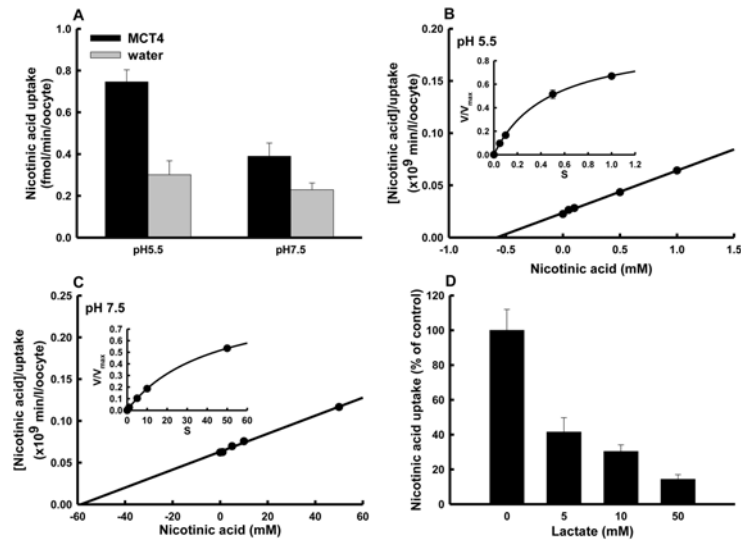 A
MCT4
water
Nicotinic acid uptake
(fmol/min/oocyte)
1.0
0.8
0.6
0.4
0.2
0.0
pH5.5
pH7.5
B
pH 5.5
[Nicotinic acid]/uptake
(x10⁹ min/l/oocyte)
0.20
0.15
0.10
0.05
0.00
V/Vmax
0.8
0.6
0.4
0.2
0.0
0.0 0.2 0.4 0.6 0.8 1.0 1.2
S
-1.0 -0.5 0.0 0.5 1.0 1.5
Nicotinic acid (mM)
C
pH 7.5
[Nicotinic acid]/uptake
(x10⁹ min/l/oocyte)
0.25
0.20
0.15
0.10
0.05
0.00
V/Vmax
0.7
0.6
0.5
0.4
0.3
0.2
0.1
0.0
0 10 20 30 40 50 60
S
-60 -40 -20 0 20 40 60
Nicotinic acid (mM)
D
Nicotinic acid uptake (% of control)
120
100
80
60
40
20
0
0 5 10 50
Lactate (mM)